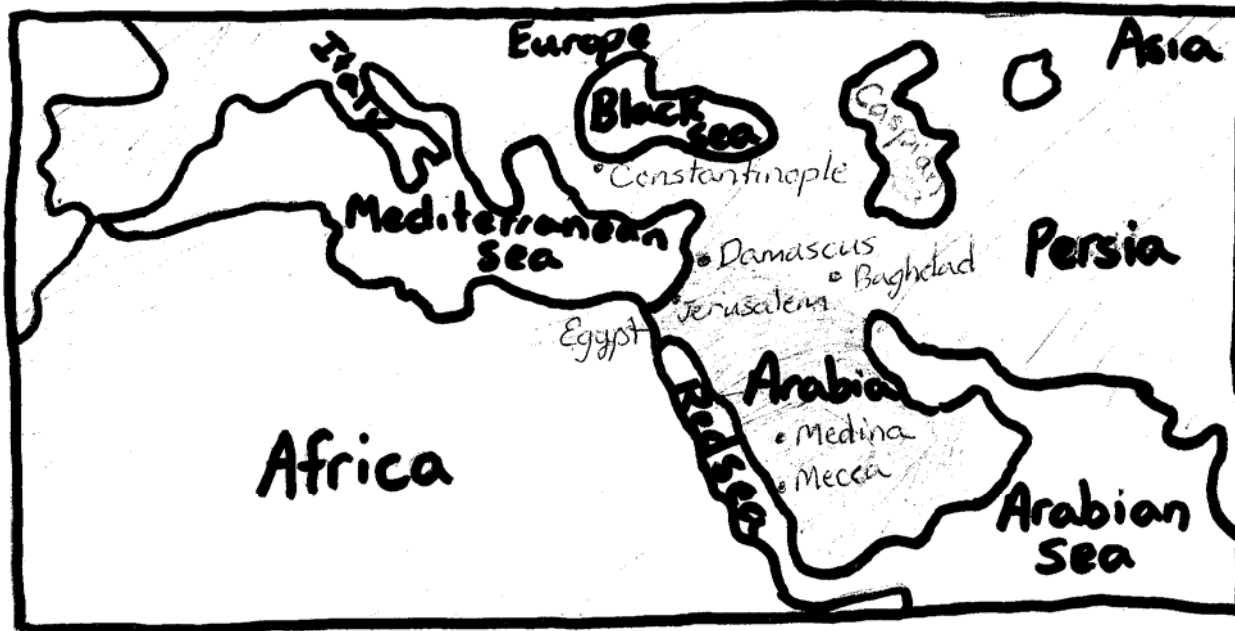 Europe
Asia
Italy
Black
sea
Caspian
Constantinople
Mediterranean
sea
Damascus
Baghdad
Persia
Jerusalem
Egypt
Arabia
Red sea
Medina
Mecca
Africa
Arabian
sea